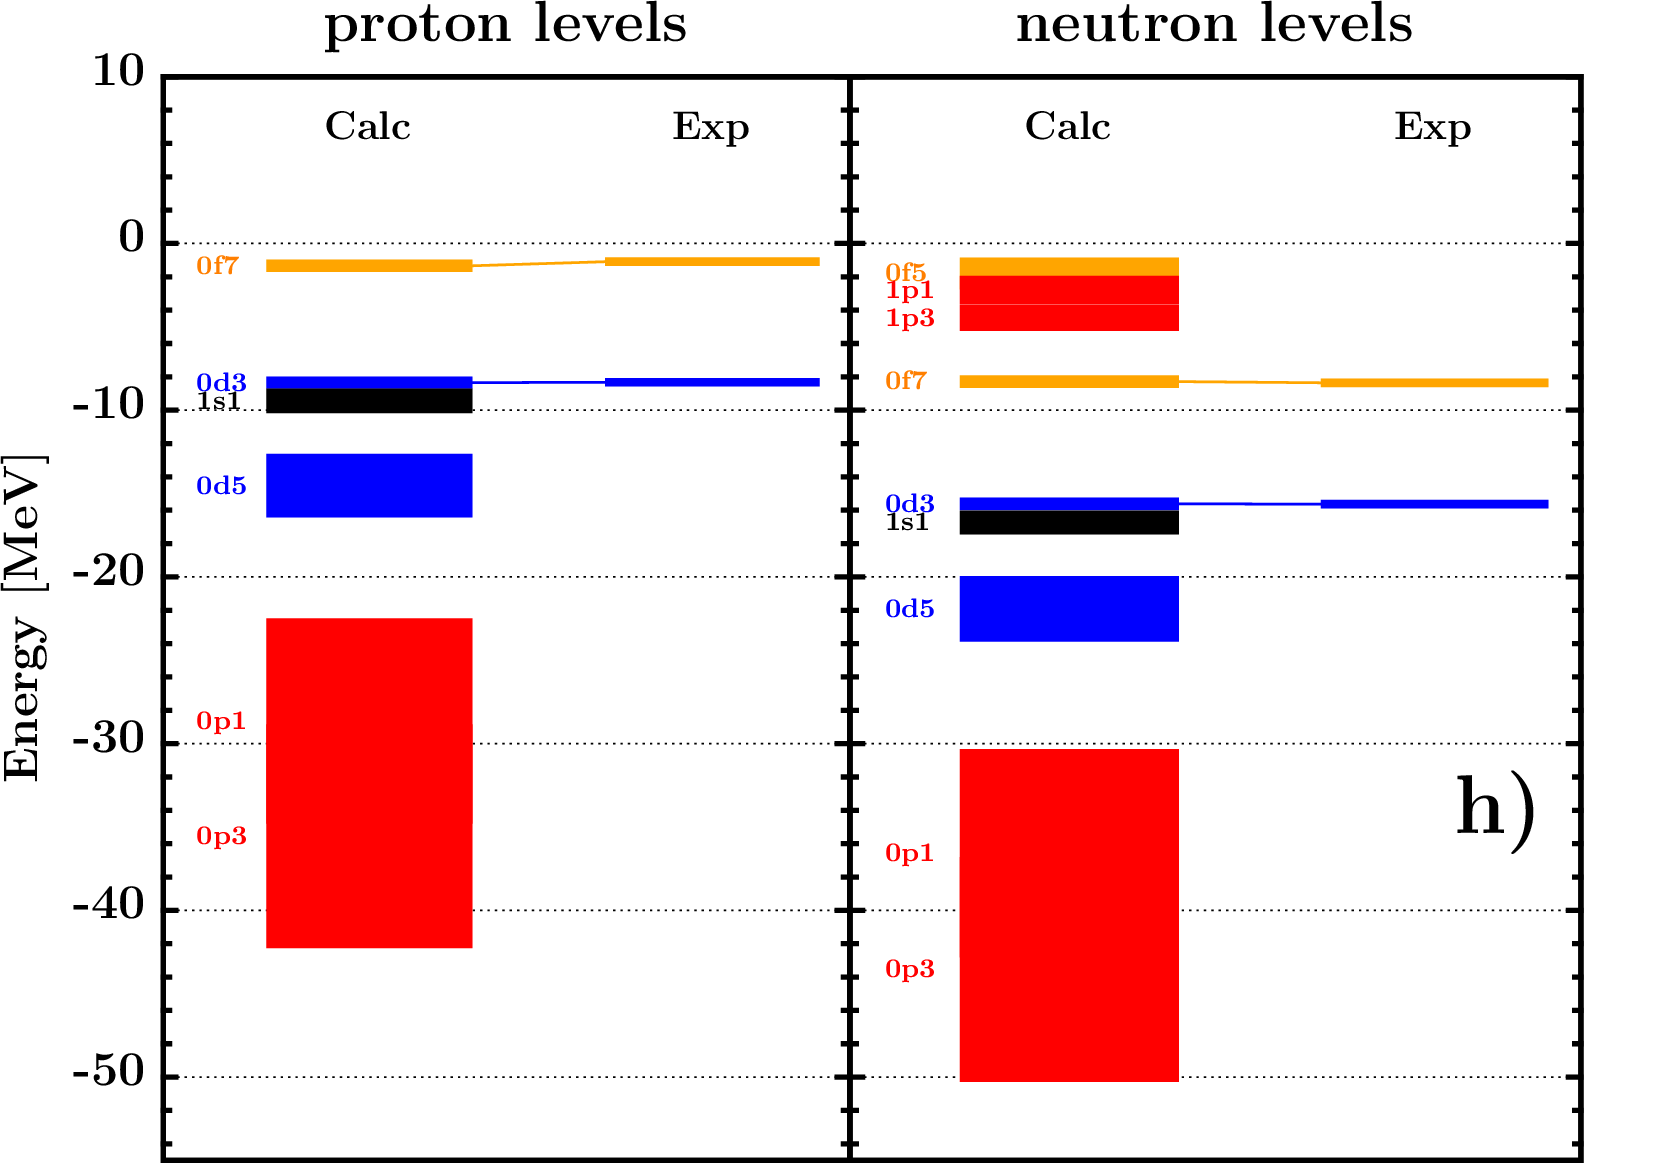 proton levels
neutron levels
Calc
Exp
Calc
Exp
Energy [MeV]
10
0
-10
-20
-30
-40
-50
0f7
0d3
1s1
0d5
0p1
0p3
0f5
1p1
1p3
0f7
0d3
1s1
0d5
0p1
0p3
h)